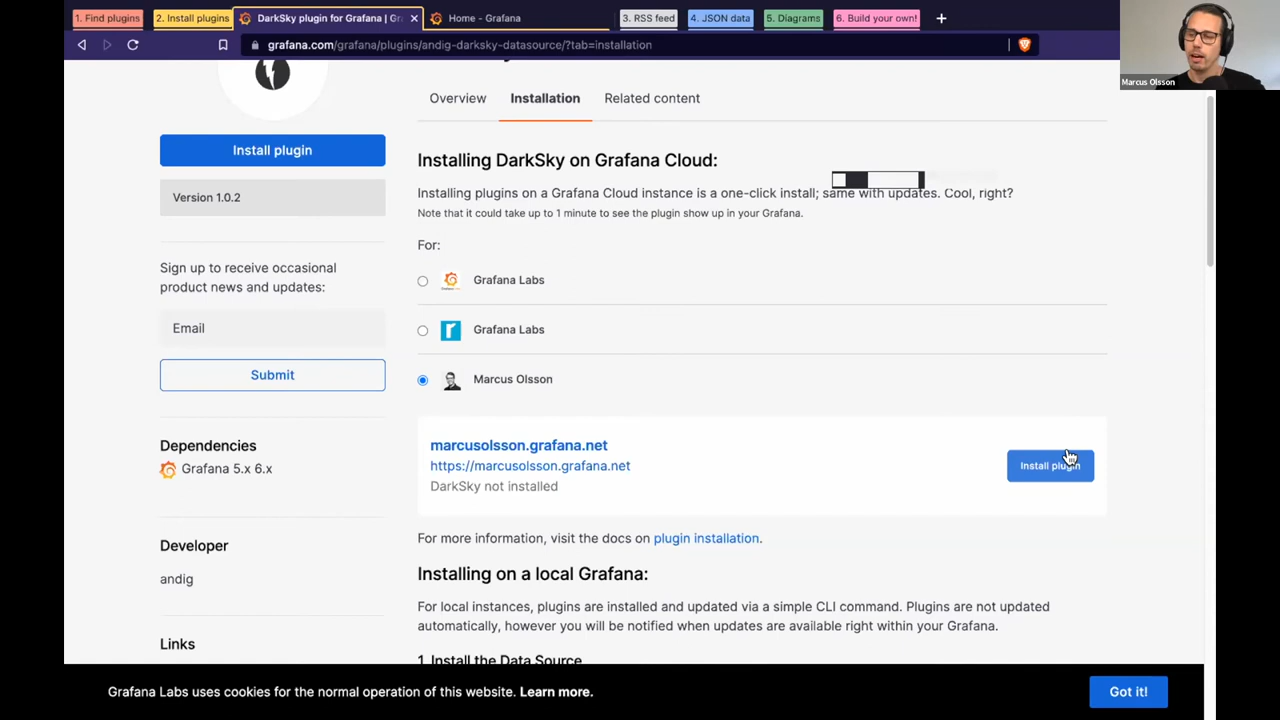 1. Find plugins
2. Install plugins
DarkSky plugin for Grafana | Gr
Home - Grafana
3. RSS feed
4. JSON data
5. Diagrams
6. Build your own!
grafana.com/grafana/plugins/andig-darksky-datasource/?tab=installation
Marcus Olsson
Overview
Installation
Related content
Install plugin
Version 1.0.2
Sign up to receive occasional
product news and updates:
Email
Submit
Dependencies
Grafana 5.x 6.x
Developer
andig
Links
Installing DarkSky on Grafana Cloud:
Installing plugins on a Grafana Cloud instance is a one-click install; same with updates. Cool, right?
Note that it could take up to 1 minute to see the plugin show up in your Grafana.
For:
Grafana Labs
Grafana Labs
Marcus Olsson
marcusolsson.grafana.net
https://marcusolsson.grafana.net
DarkSky not installed
Install plugin
For more information, visit the docs on plugin installation.
Installing on a local Grafana:
For local instances, plugins are installed and updated via a simple CLI command. Plugins are not updated
automatically, however you will be notified when updates are available right within your Grafana.
1. Install the Data Source
Grafana Labs uses cookies for the normal operation of this website. Learn more.
Got it!